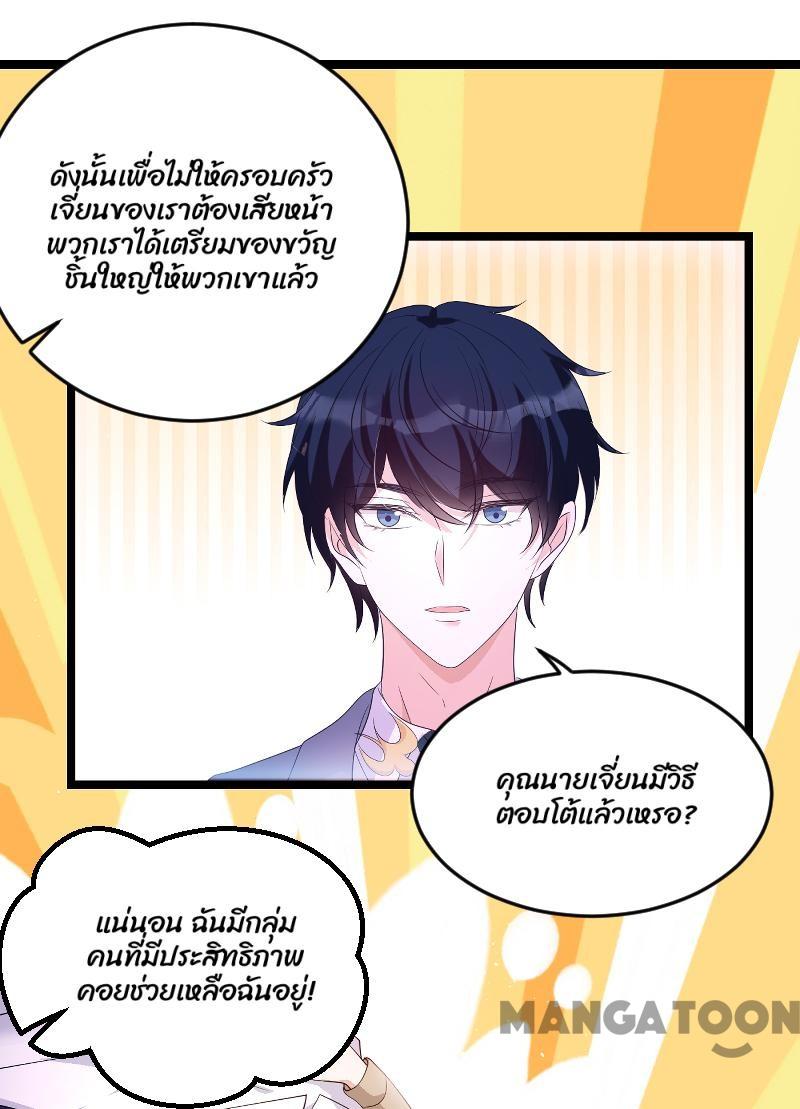 ดังนั้นเพื่อไม่ให้ครอบครัว
เจี่ยนของเราต้องเสียหน้า
พวกเราได้เตรียมของขวัญ
ชิ้นใหญ่ให้พวกเขาแล้ว
คุณนายเจี่ยนมีวิธี
ตอบโต้แล้วเหรอ?
แน่นอน ฉันมีกลุ่ม
คนที่มีประสิทธิภาพ
คอยช่วยเหลือฉันอยู่!
MANGATOON